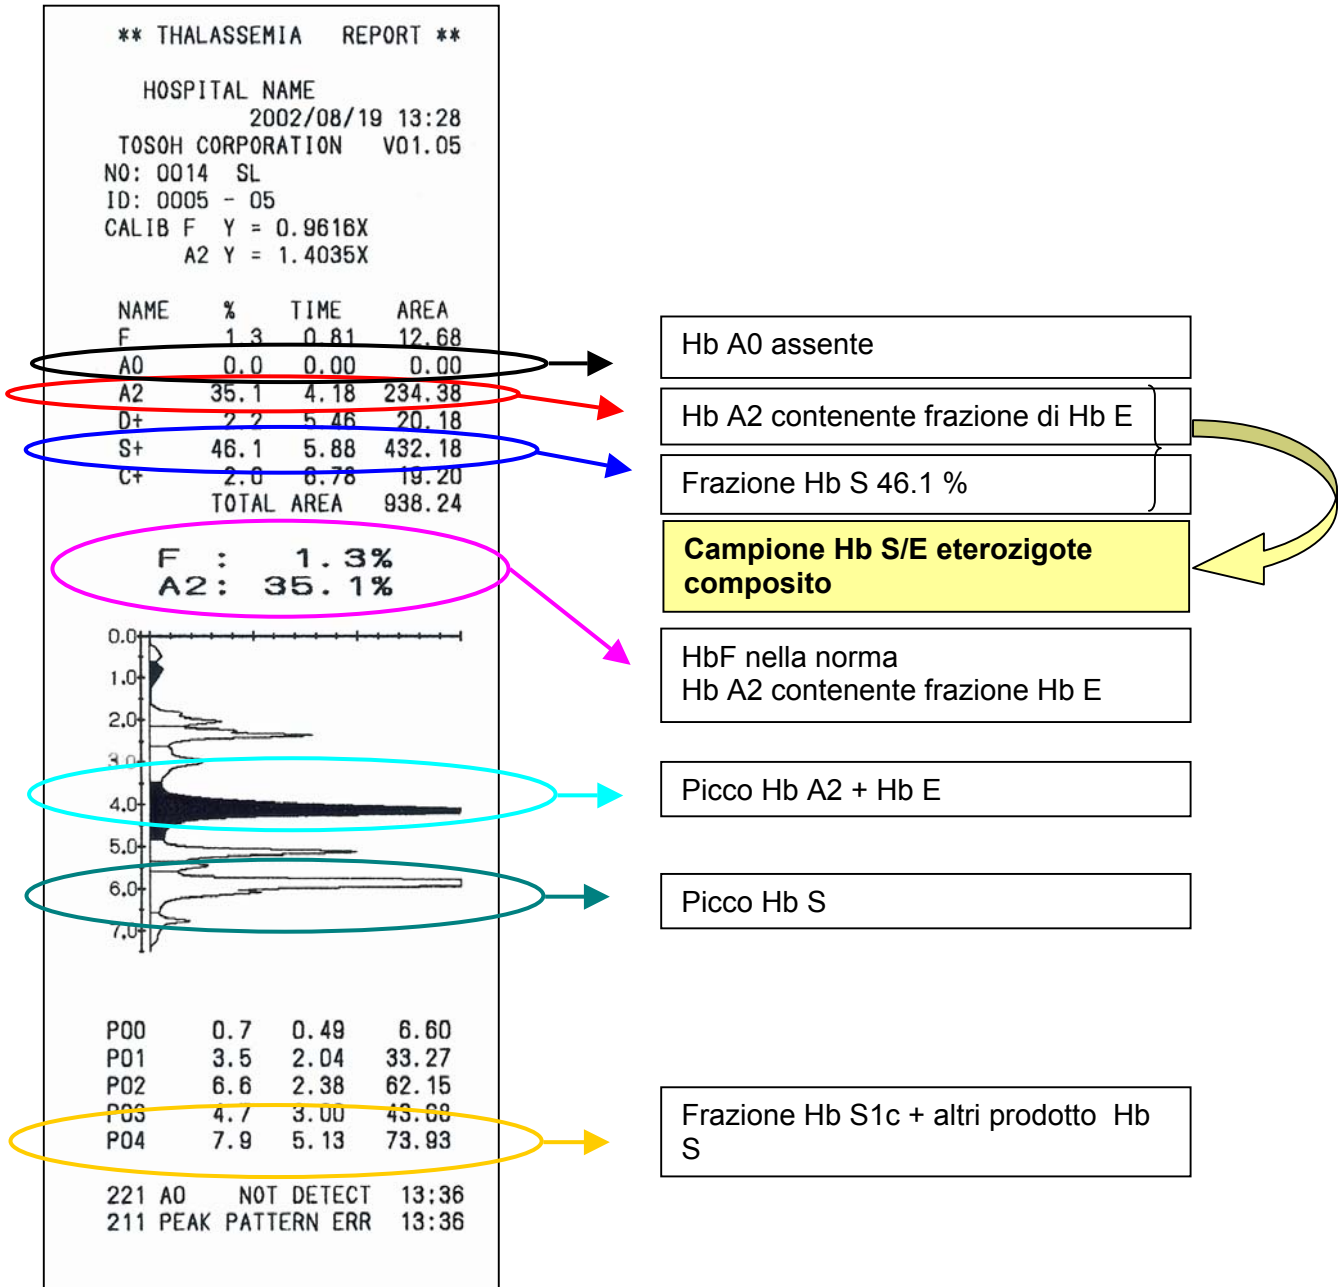 ** THALASSEMIA REPORT **
HOSPITAL NAME
2002/08/19 13:28
TOSOH CORPORATION V01.05
NO: 0014 SL
ID: 0005 - 05
CALIB F Y = 0.9616X
A2 Y = 1.4035X
NAME % TIME AREA
F 1.3 0.81 12.68
A0 0.0 0.00 0.00
A2 35.1 4.18 234.38
D+ 2.2 5.46 20.18
S+ 46.1 5.88 432.18
C+ 2.0 6.78 19.20
TOTAL AREA 938.24
F : 1.3%
A2: 35.1%
0.0
1.0
2.0
3.0
4.0
5.0
6.0
7.0
P00 0.7 0.49 6.60
P01 3.5 2.04 33.27
P02 6.6 2.38 62.15
P03 4.7 3.00 43.68
P04 7.9 5.13 73.93
221 A0 NOT DETECT 13:36
211 PEAK PATTERN ERR 13:36
Hb A0 assente
Hb A2 contenente frazione di Hb E
Frazione Hb S 46.1 %
Campione Hb S/E eterozigote
composito
HbF nella norma
Hb A2 contenente frazione Hb E
Picco Hb A2 + Hb E
Picco Hb S
Frazione Hb S1c + altri prodotto Hb
S